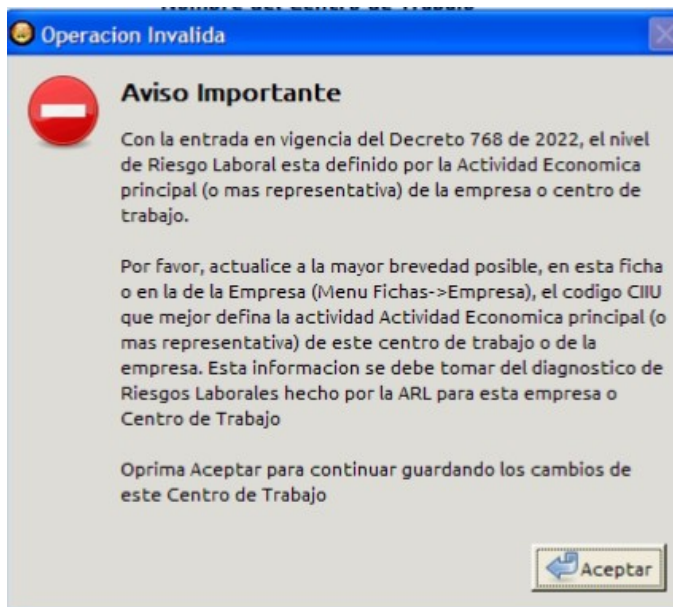 Nombre del Centro de Trabajo
Operacion Invalida
Aviso Importante
Con la entrada en vigencia del Decreto 768 de 2022, el nivel
de Riesgo Laboral esta definido por la Actividad Economica
principal (o mas representativa) de la empresa o centro de
trabajo.
Por favor, actualice a la mayor brevedad posible, en esta ficha
o en la de la Empresa (Menu Fichas->Empresa), el codigo CIIU
que mejor defina la actividad Actividad Economica principal (o
mas representativa) de este centro de trabajo o de la
empresa. Esta informacion se debe tomar del diagnostico de
Riesgos Laborales hecho por la ARL para esta empresa o
Centro de Trabajo
Oprima Aceptar para continuar guardando los cambios de
este Centro de Trabajo
Aceptar